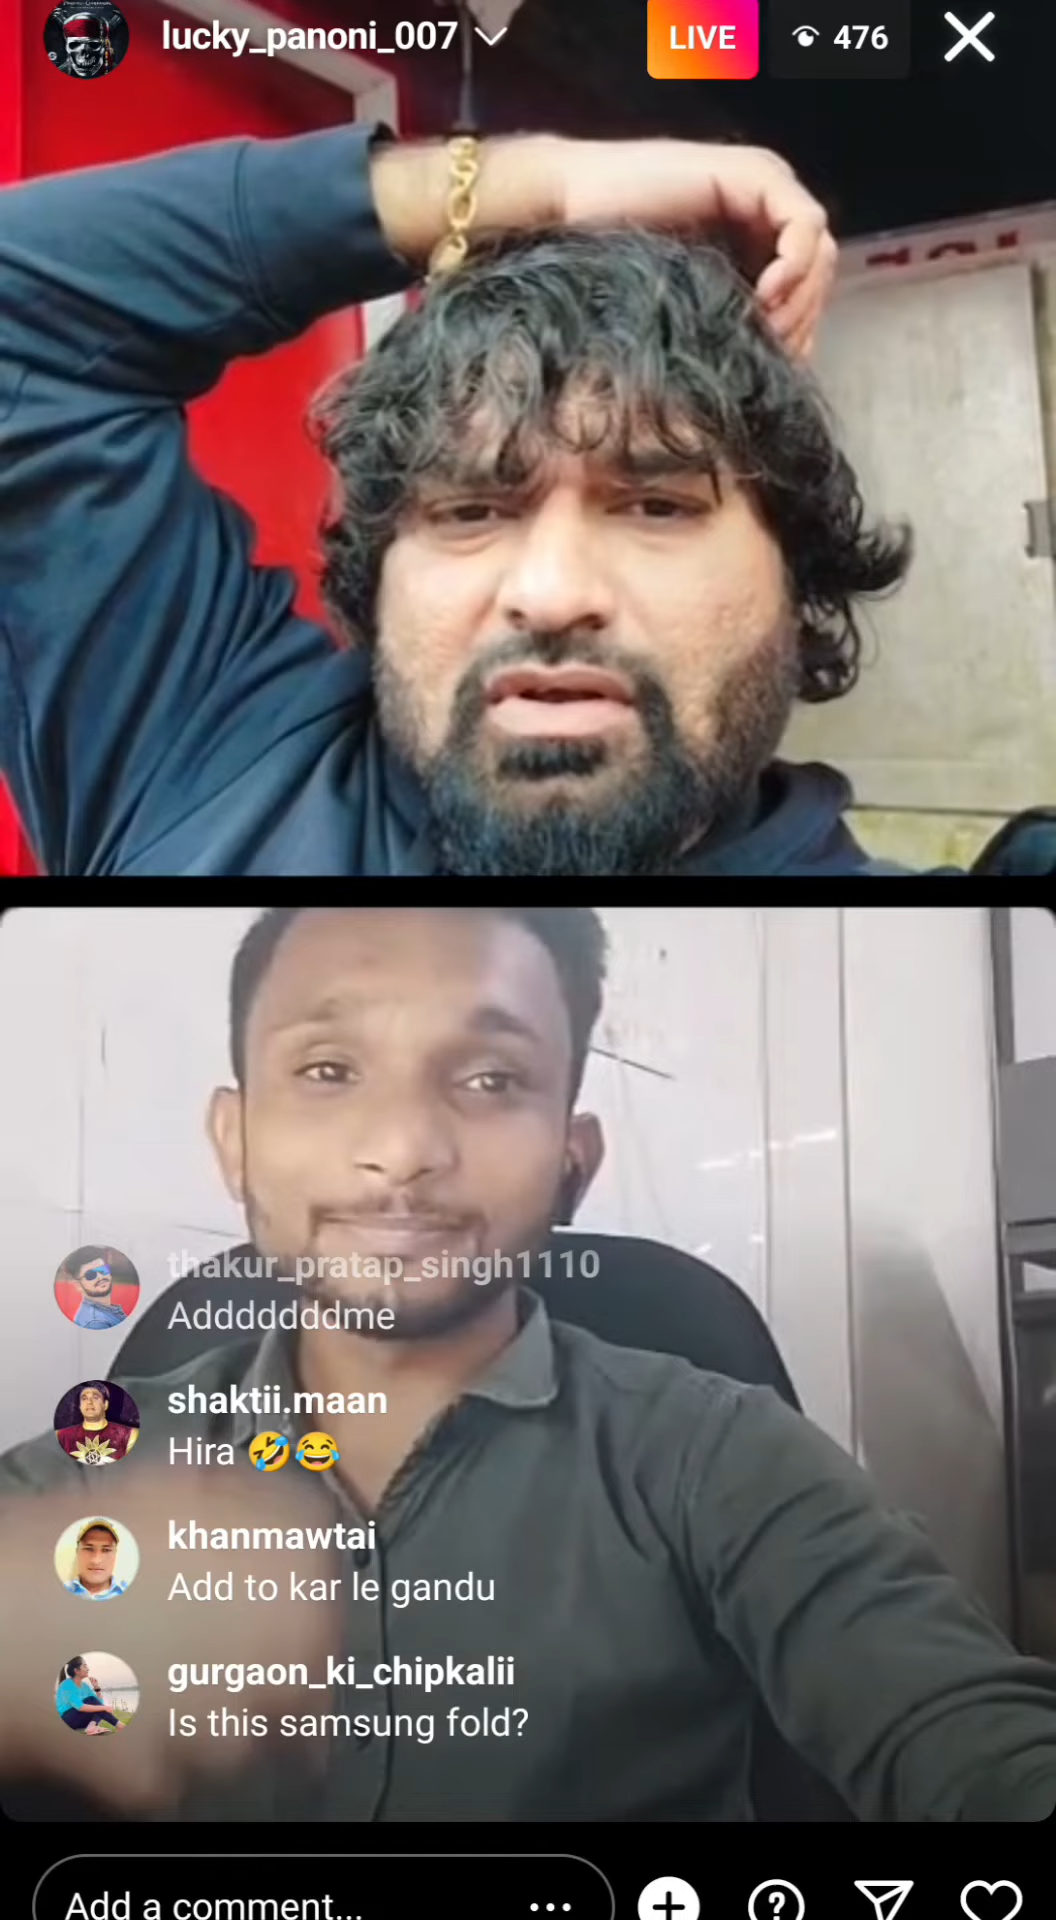 lucky_panoni_007
LIVE
476
thakur_pratap_singh1110
Adddddddme
shaktii.maan
Hira 🤣😂
khanmawtai
Add to kar le gandu
gurgaon_ki_chipkalii
Is this samsung fold?
Add a comment...